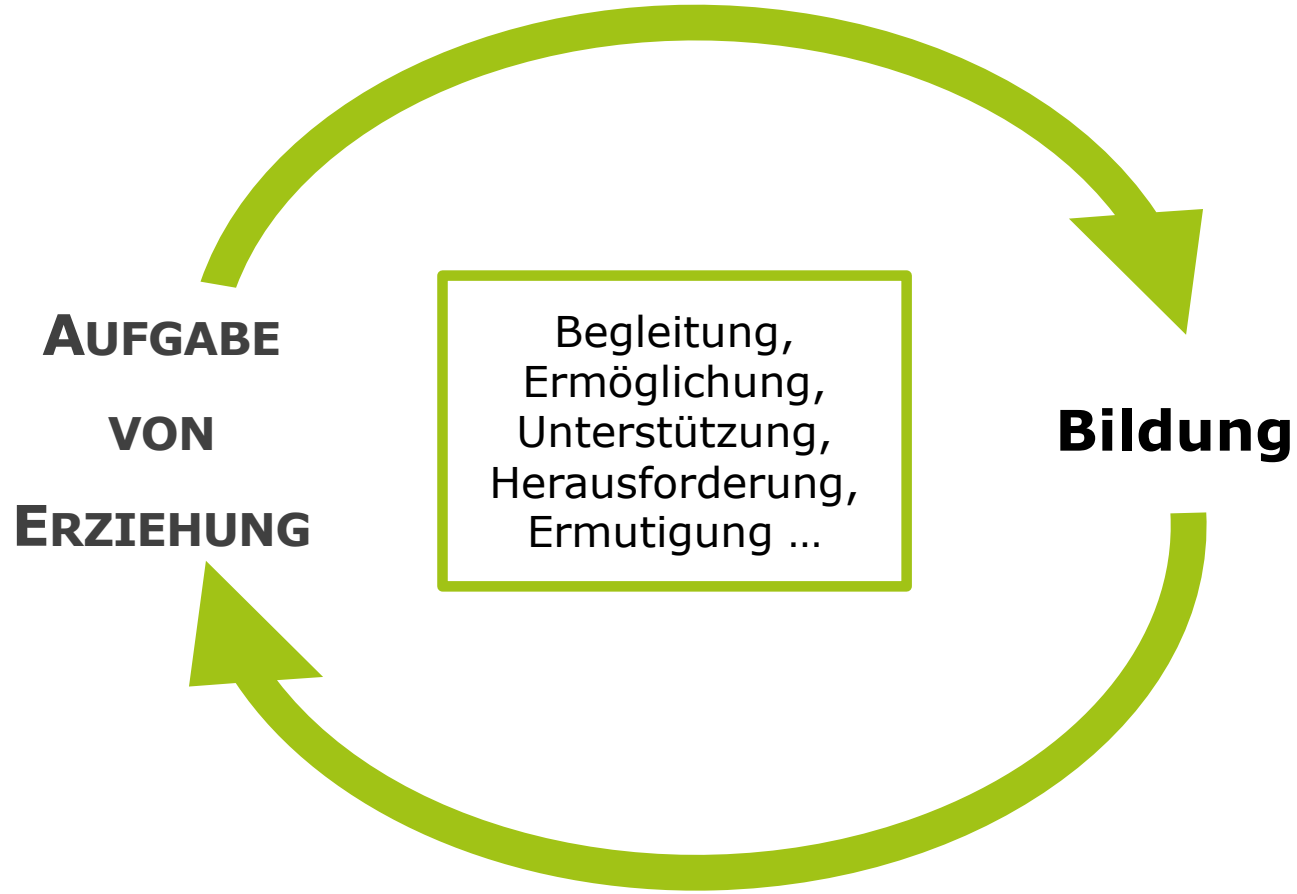 AUFGABE
VON
ERZIEHUNG
Begleitung,
Ermöglichung,
Unterstützung,
Herausforderung,
Ermutigung …
Bildung